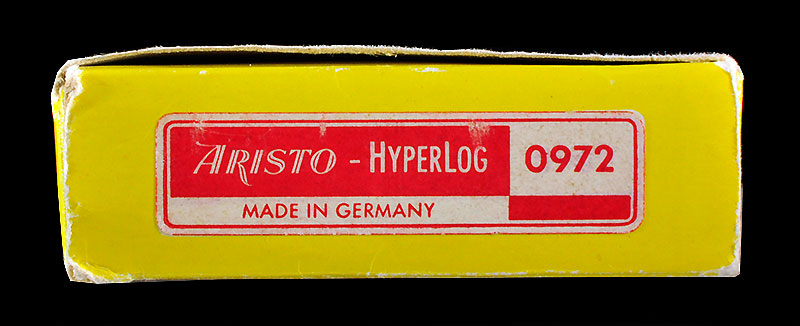 ARISTO - HYPERLOG 0972
MADE IN GERMANY